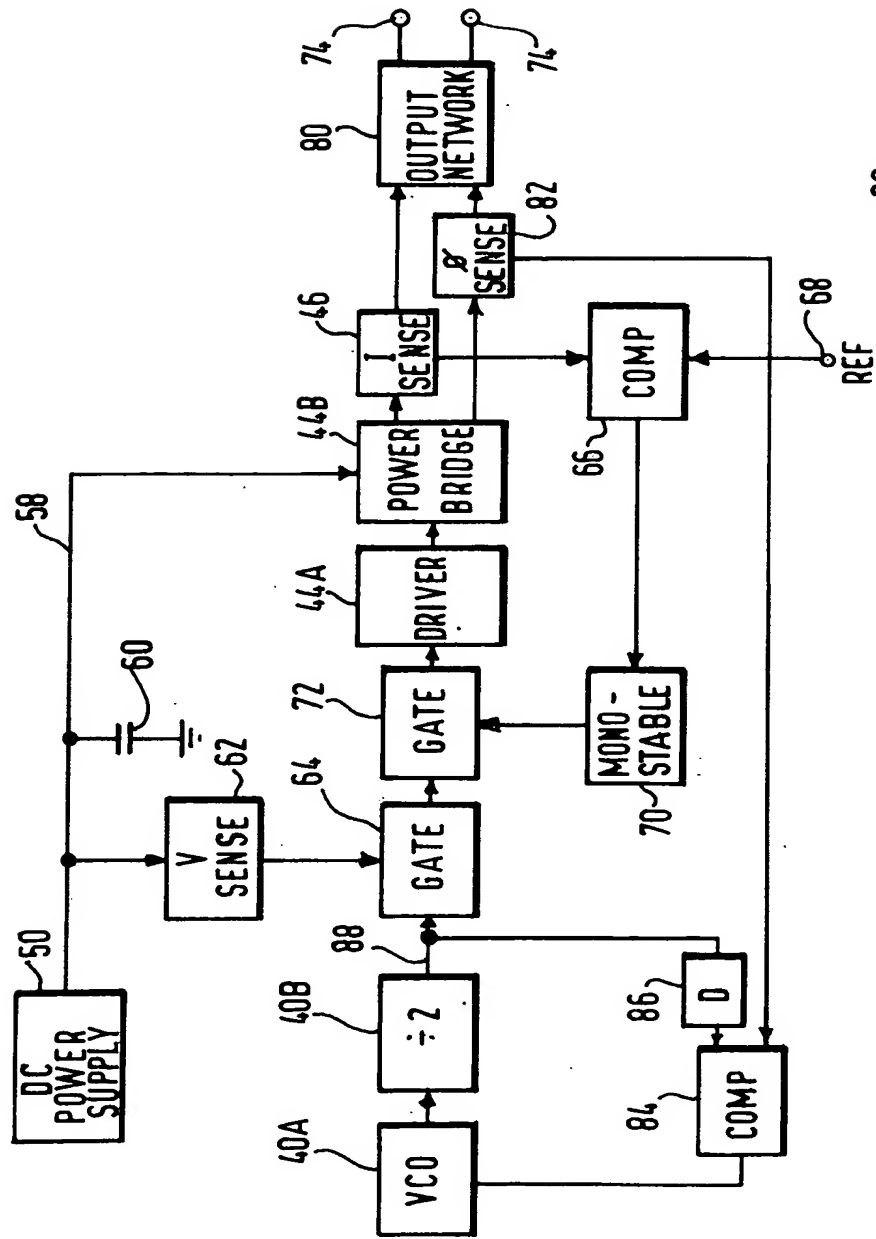 50
DC
POWER
SUPPLY
58
60
62
V
SENSE
40A
VCO
40B
÷2
88
64
GATE
72
GATE
44A
DRIVER
44B
POWER
BRIDGE
46
I
SENSE
80
OUTPUT
NETWORK
74
74
ø
SENSE
82
84
COMP
86
D
70
MONO-
STABLE
66
COMP
68
REF